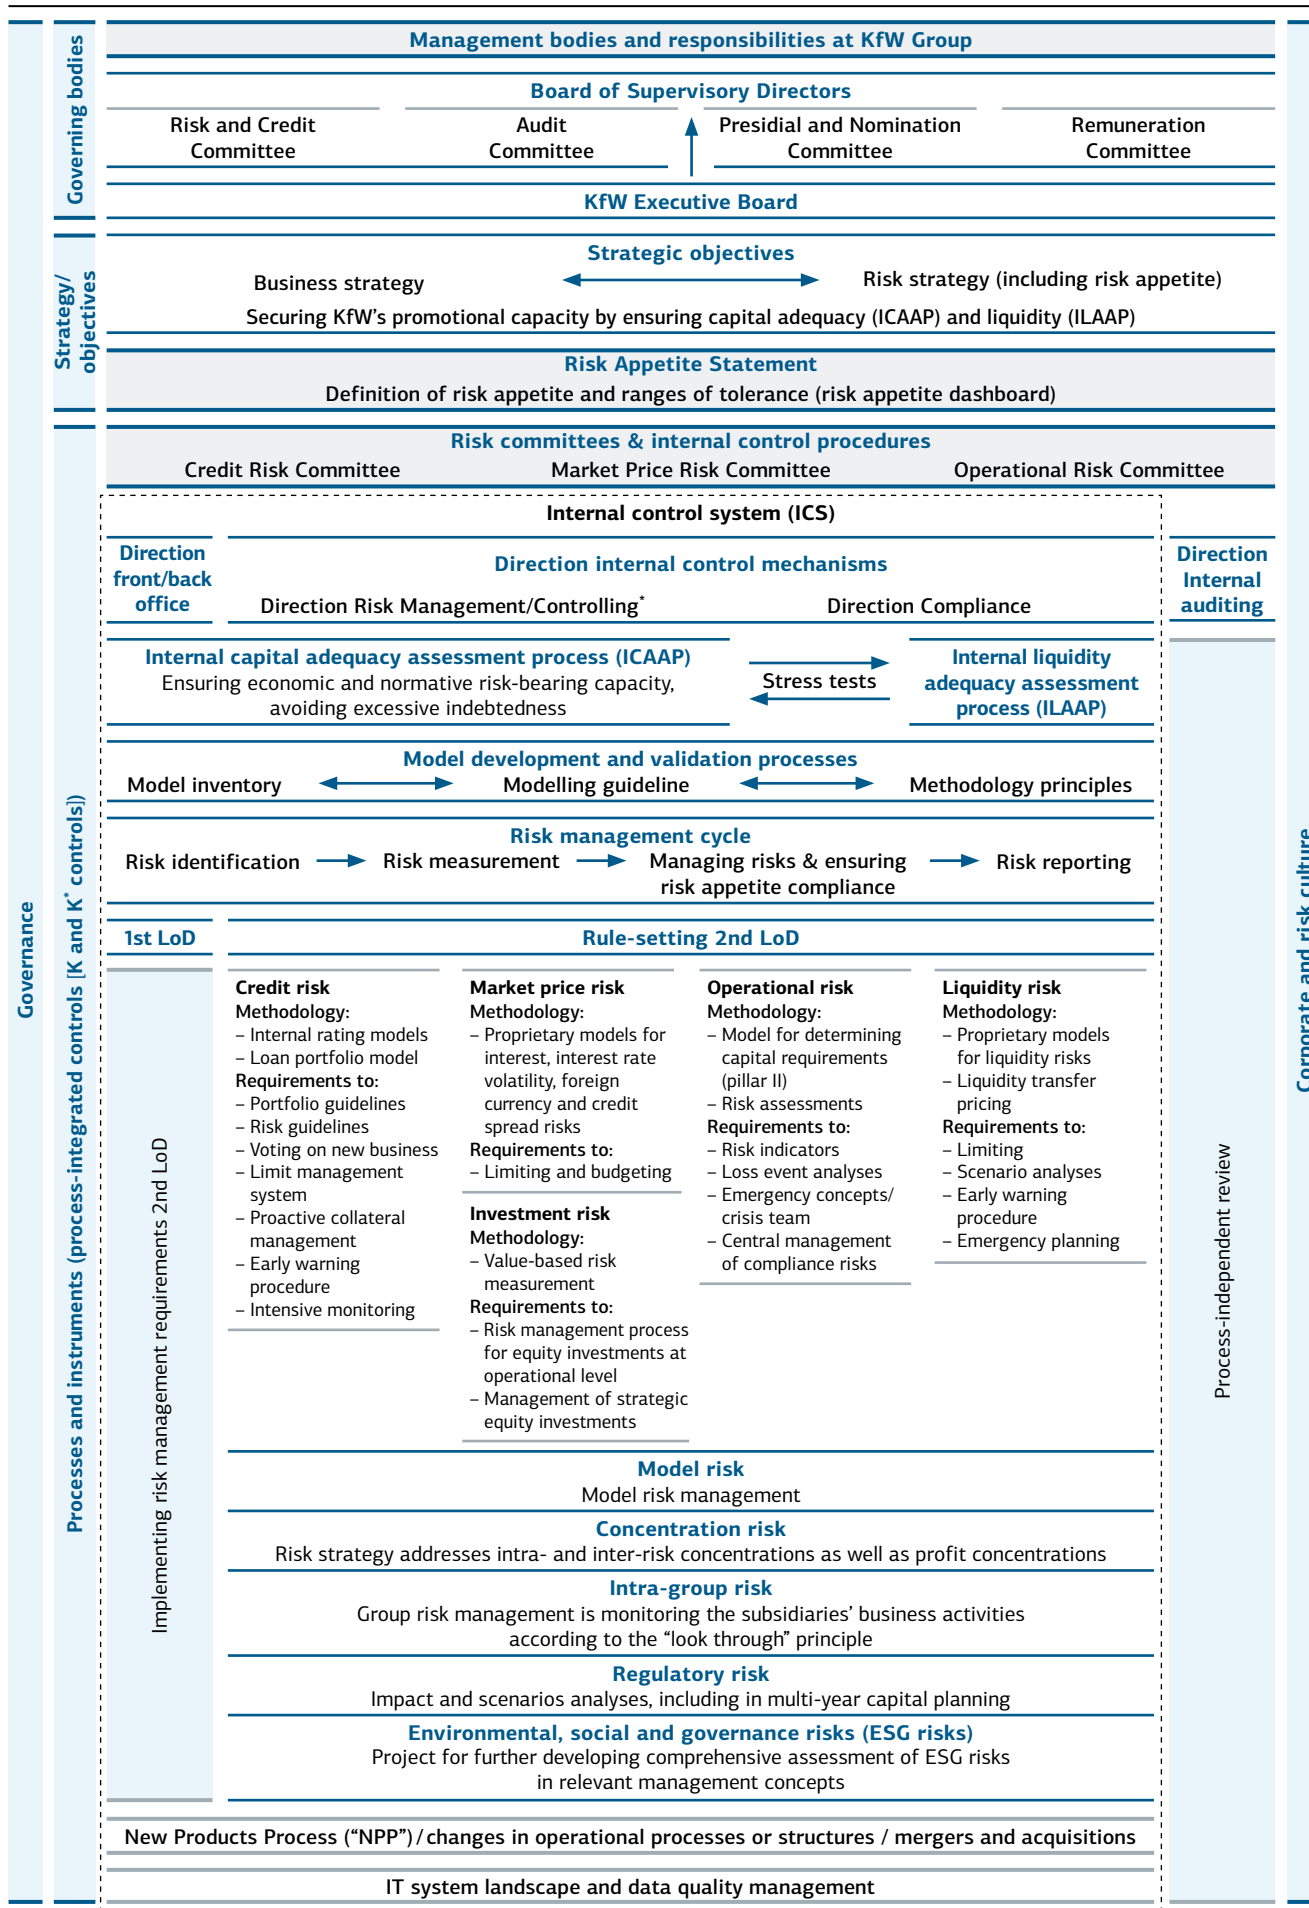 Governance
Governing bodies
Management bodies and responsibilities at KfW Group
Board of Supervisory Directors
Risk and Credit
Committee
Audit
Committee
Presidial and Nomination
Committee
Remuneration
Committee
KfW Executive Board
Strategy/
objectives
Strategic objectives
Business strategy
Risk strategy (including risk appetite)
Securing KfW's promotional capacity by ensuring capital adequacy (ICAAP) and liquidity (ILAAP)
Risk Appetite Statement
Definition of risk appetite and ranges of tolerance (risk appetite dashboard)
Processes and instruments (process-integrated controls [K and K* controls])
Risk committees & internal control procedures
Credit Risk Committee
Market Price Risk Committee
Operational Risk Committee
Internal control system (ICS)
Direction
front/back
office
Direction internal control mechanisms
Direction Risk Management/Controlling*
Direction Compliance
Direction
Internal
auditing
Internal capital adequacy assessment process (ICAAP)
Ensuring economic and normative risk-bearing capacity,
avoiding excessive indebtedness
Stress tests
Internal liquidity
adequacy assessment
process (ILAAP)
Model development and validation processes
Model inventory
Modelling guideline
Methodology principles
Risk management cycle
Risk identification
Risk measurement
Managing risks & ensuring
risk appetite compliance
Risk reporting
1st LoD
Rule-setting 2nd LoD
Implementing risk management requirements 2nd LoD
Credit risk
Methodology:
– Internal rating models
– Loan portfolio model
Requirements to:
– Portfolio guidelines
– Risk guidelines
– Voting on new business
– Limit management
system
– Proactive collateral
management
– Early warning
procedure
– Intensive monitoring
Market price risk
Methodology:
– Proprietary models for
interest, interest rate
volatility, foreign
currency and credit
spread risks
Requirements to:
– Limiting and budgeting
Investment risk
Methodology:
– Value-based risk
measurement
Requirements to:
– Risk management process
for equity investments at
operational level
– Management of strategic
equity investments
Operational risk
Methodology:
– Model for determining
capital requirements
(pillar II)
– Risk assessments
Requirements to:
– Risk indicators
– Loss event analyses
– Emergency concepts/
crisis team
– Central management
of compliance risks
Liquidity risk
Methodology:
– Proprietary models
for liquidity risks
– Liquidity transfer
pricing
Requirements to:
– Limiting
– Scenario analyses
– Early warning
procedure
– Emergency planning
Process-independent review
Model risk
Model risk management
Concentration risk
Risk strategy addresses intra- and inter-risk concentrations as well as profit concentrations
Intra-group risk
Group risk management is monitoring the subsidiaries' business activities
according to the “look through” principle
Regulatory risk
Impact and scenarios analyses, including in multi-year capital planning
Environmental, social and governance risks (ESG risks)
Project for further developing comprehensive assessment of ESG risks
in relevant management concepts
New Products Process (“NPP”) / changes in operational processes or structures / mergers and acquisitions
IT system landscape and data quality management
Corporate and risk culture